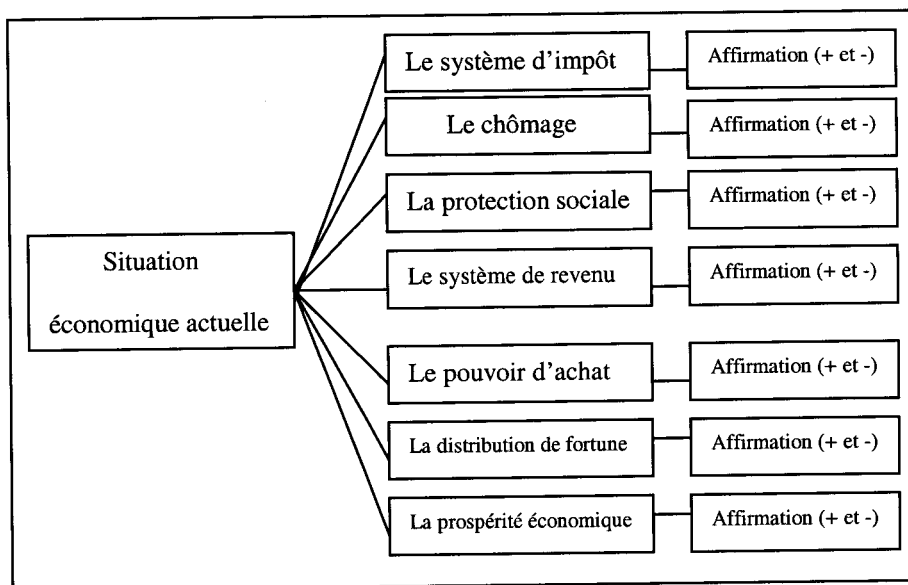 Le système d'impôt
Affirmation (+ et -)
Le chômage
Affirmation (+ et -)
La protection sociale
Affirmation (+ et -)
Situation
économique actuelle
Le système de revenu
Affirmation (+ et -)
Le pouvoir d'achat
Affirmation (+ et -)
La distribution de fortune
Affirmation (+ et -)
La prospérité économique
Affirmation (+ et -)